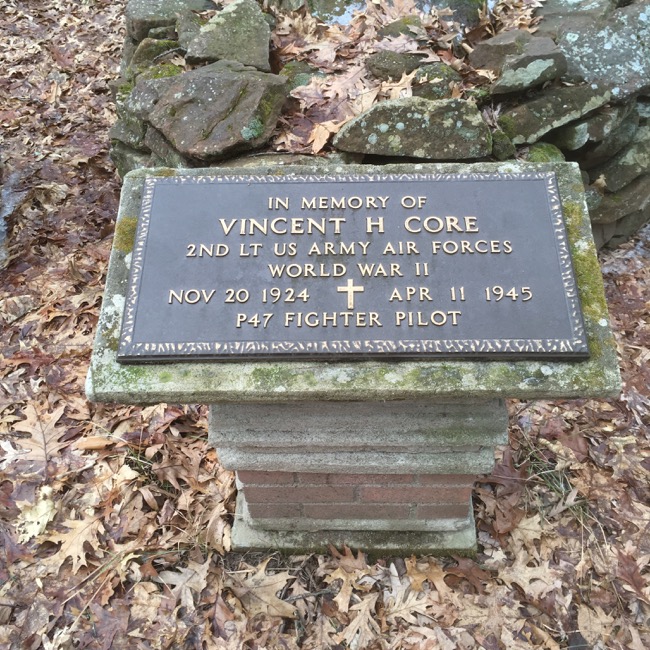 IN MEMORY OF
VINCENT H CORE
2ND LT US ARMY AIR FORCES
WORLD WAR II
NOV 20 1924 APR 11 1945
P47 FIGHTER PILOT